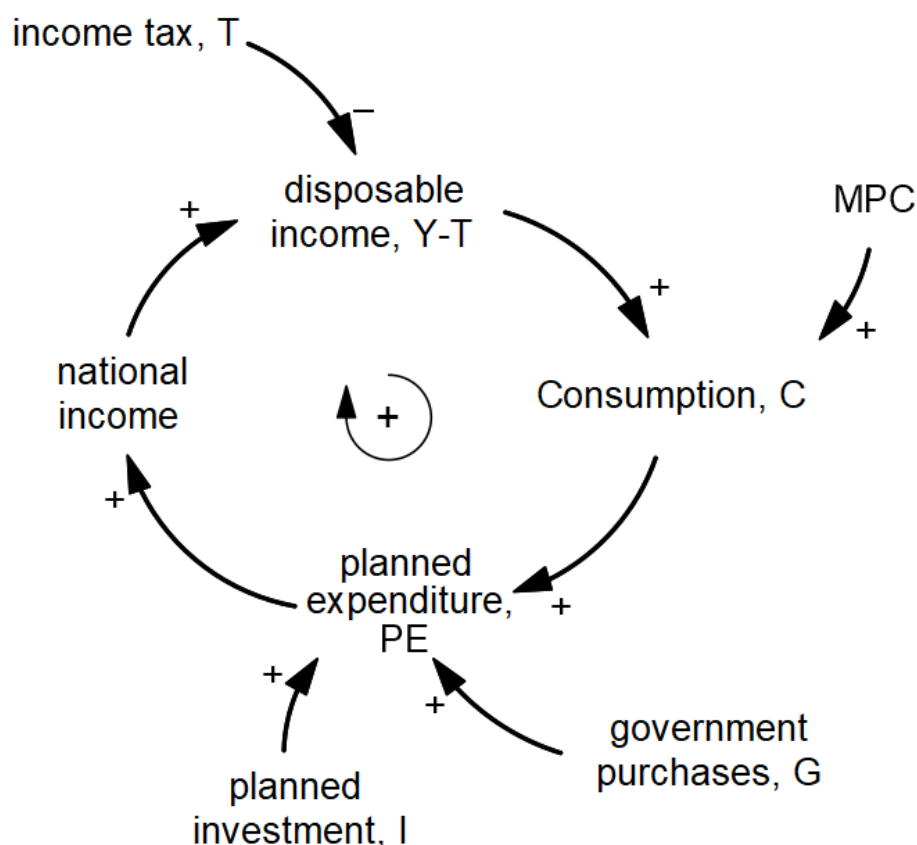 income tax, T
–
disposable
income, Y-T
+
MPC
+
+
national
income
+
Consumption, C
+
planned
expenditure,
PE
+
+
+
government
purchases, G
planned
investment, I